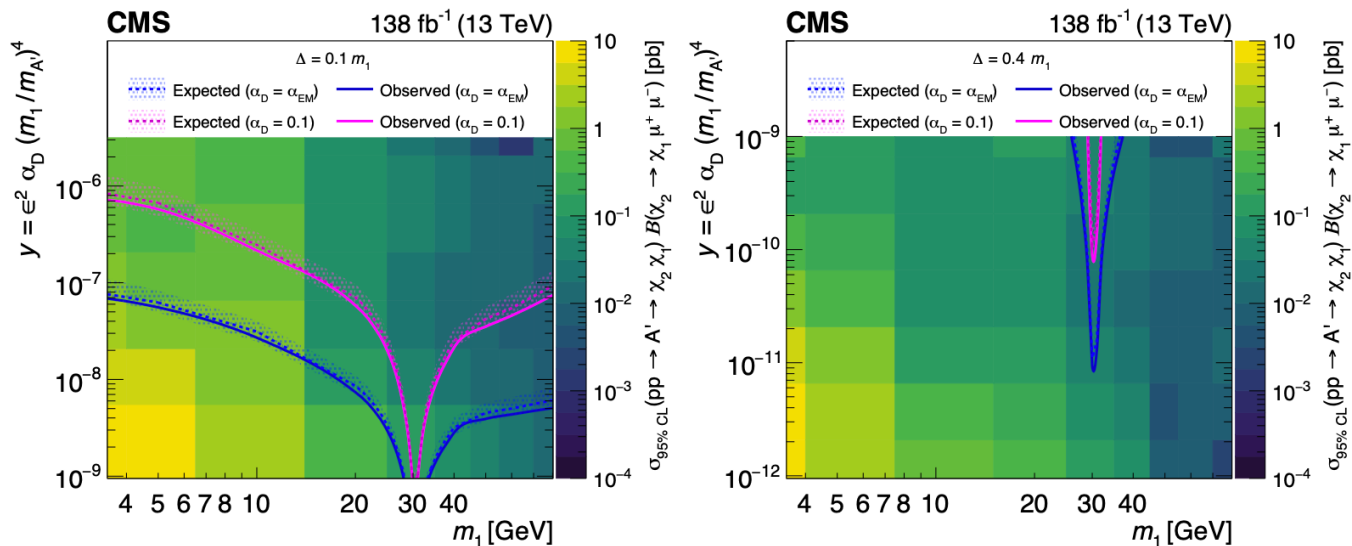 CMS 138 fb⁻¹ (13 TeV)
Δ = 0.1 m₁
Expected (α_D = α_EM) Observed (α_D = α_EM)
Expected (α_D = 0.1) Observed (α_D = 0.1)
y = ϵ² α_D (m₁/m_A')⁴
10⁻⁶
10⁻⁷
10⁻⁸
10⁻⁹
4 5 6 7 8 10 20 30 40
m₁ [GeV]
10
1
10⁻¹
10⁻²
10⁻³
10⁻⁴
σ_95% CL(pp → A' → χ₂ χ₁) B(χ₂ → χ₁ μ⁺ μ⁻) [pb]
CMS 138 fb⁻¹ (13 TeV)
Δ = 0.4 m₁
Expected (α_D = α_EM) Observed (α_D = α_EM)
Expected (α_D = 0.1) Observed (α_D = 0.1)
y = ϵ² α_D (m₁/m_A')⁴
10⁻⁹
10⁻¹⁰
10⁻¹¹
10⁻¹²
4 5 6 7 8 10 20 30 40
m₁ [GeV]
10
1
10⁻¹
10⁻²
10⁻³
10⁻⁴
σ_95% CL(pp → A' → χ₂ χ₁) B(χ₂ → χ₁ μ⁺ μ⁻) [pb]